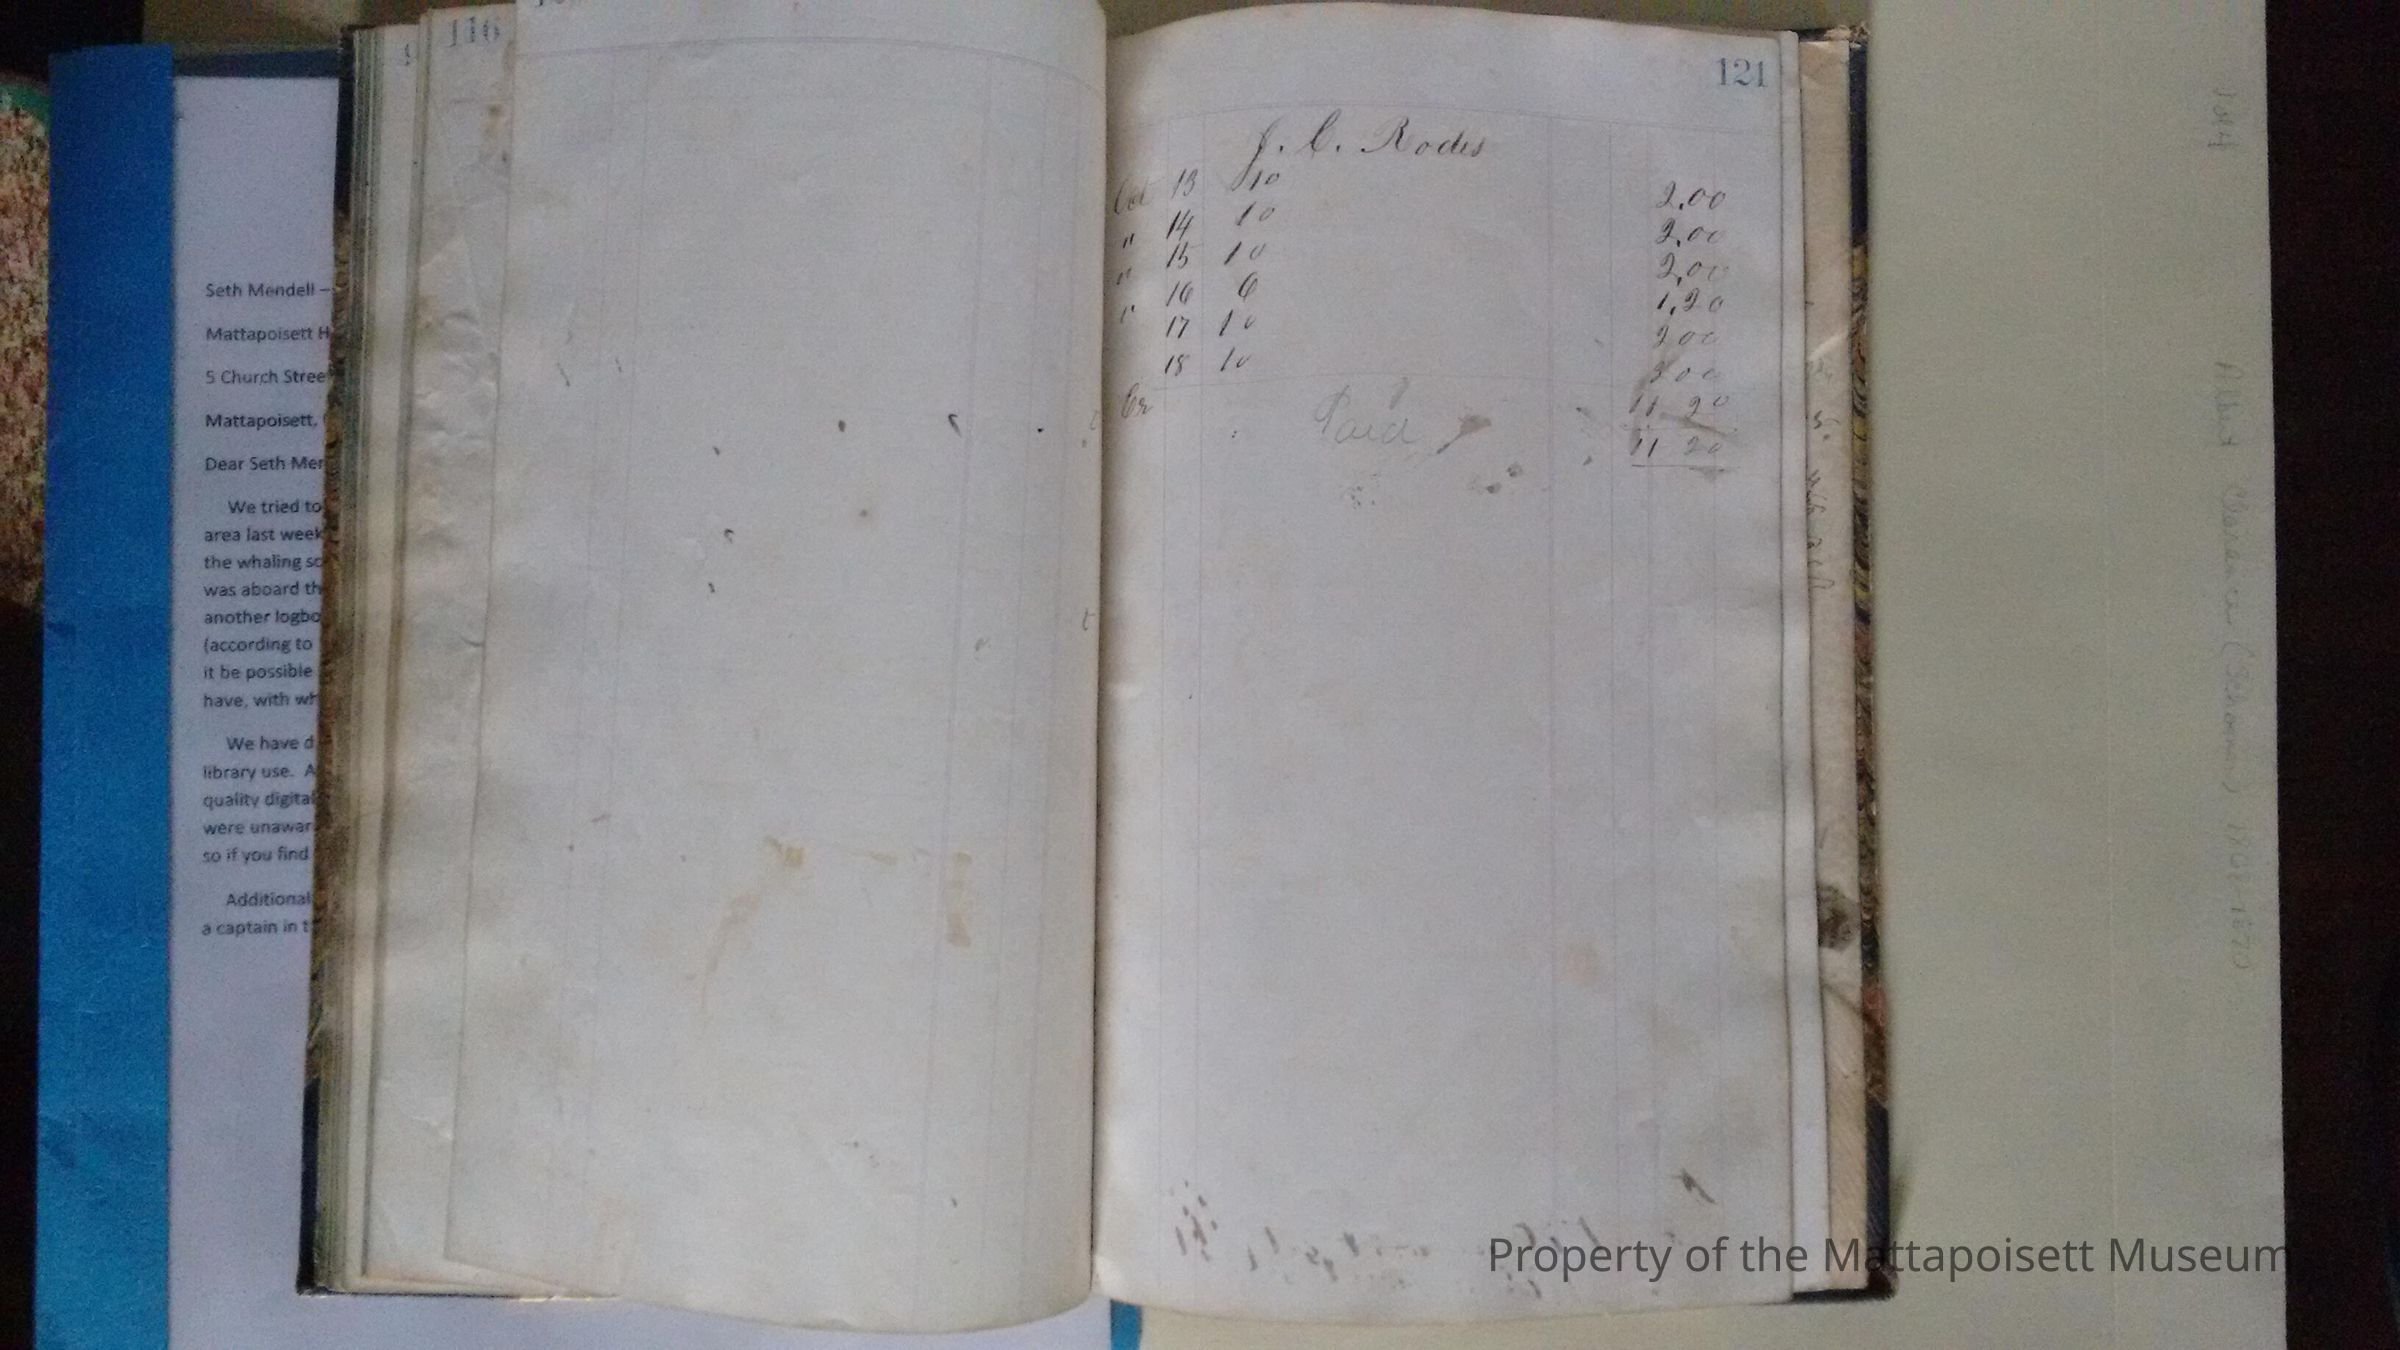 116
Seth Mendell –
Mattapoisett H
5 Church Stree
Mattapoisett,
Dear Seth Men
We tried to
area last week
the whaling sc
was aboard th
another logbo
(according to
it be possible
have, with wh
We have d
library use. A
quality digital
were unawar
so if you find
Additional
a captain in t
121
J. C. Rodes
Oct 13 10 2.00
" 14 10 2.00
" 15 10 2.00
" 16 6 1.20
17 10 2 00
18 10 2 00
Cr 11 20
Paid 11 20
Albert Clarence (Schooner)
Property of the Mattapoisett Museum